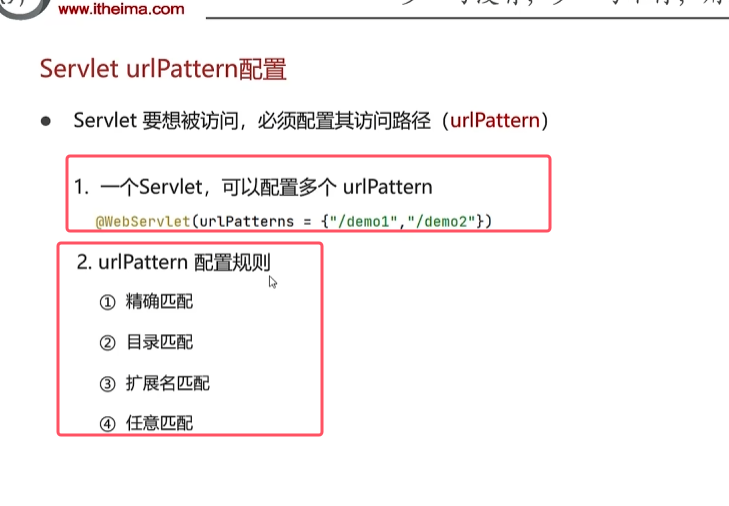 www.itheima.com
Servlet urlPattern配置
● Servlet 要想被访问，必须配置其访问路径（urlPattern）
1. 一个Servlet，可以配置多个 urlPattern
@WebServlet(urlPatterns = {"/demo1","/demo2"})
2. urlPattern 配置规则
① 精确匹配
② 目录匹配
③ 扩展名匹配
④ 任意匹配